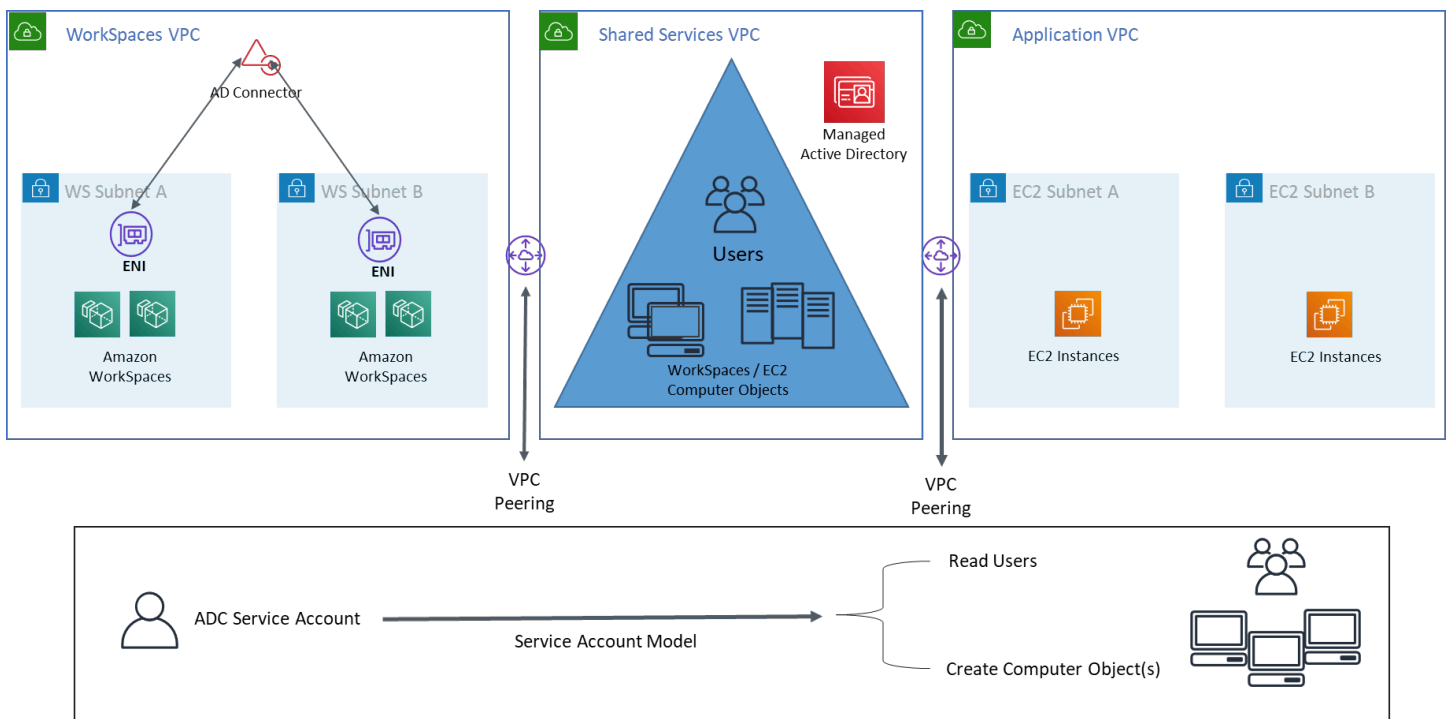 WorkSpaces VPC
AD Connector
WS Subnet A
ENI
Amazon
WorkSpaces
WS Subnet B
ENI
Amazon
WorkSpaces
Shared Services VPC
Managed
Active Directory
Users
WorkSpaces / EC2
Computer Objects
Application VPC
EC2 Subnet A
EC2 Instances
EC2 Subnet B
EC2 Instances
VPC
Peering
VPC
Peering
ADC Service Account
Service Account Model
Read Users
Create Computer Object(s)